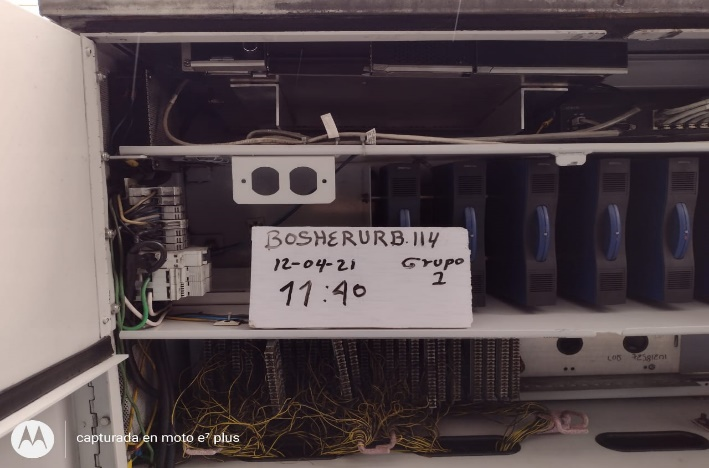 BOSHERURB.114
12-04-21 Grupo
1
11:40
capturada en moto e⁷ plus